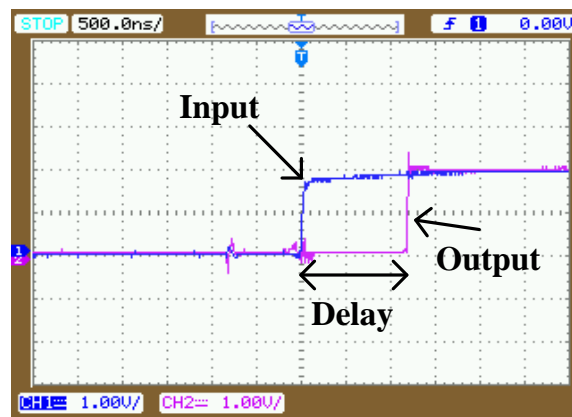 STOP 500.0ns/ f 1 0.00V
T
Input
1
2
Output
Delay
CH1 1.00V/ CH2 1.00V/